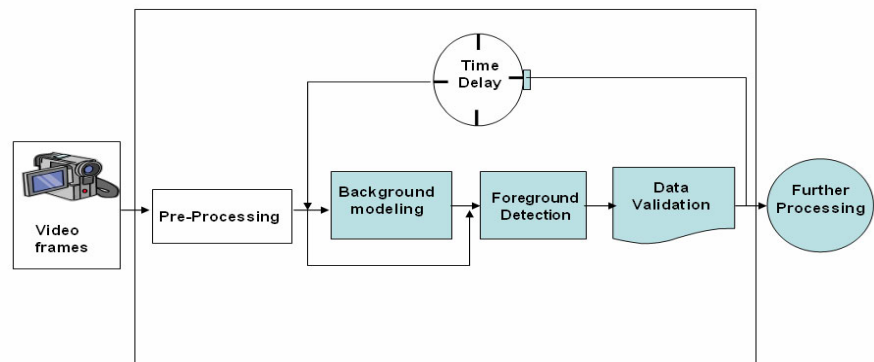 Time
Delay
Video
frames
Pre-Processing
Background
modeling
Foreground
Detection
Data
Validation
Further
Processing